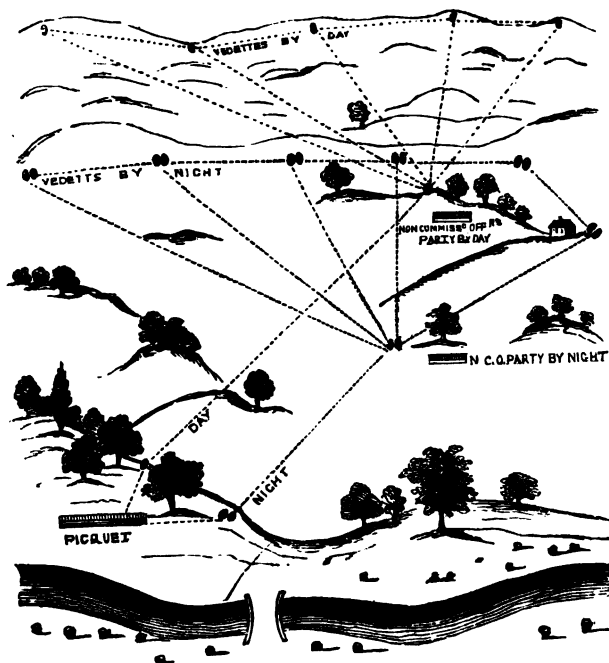 VEDETTES BY DAY
VEDETTS BY NIGHT
NON COMMISSD OFFRS
PARTY BY DAY
N C.O. PARTY BY NIGHT
DAY
NIGHT
PICQUET